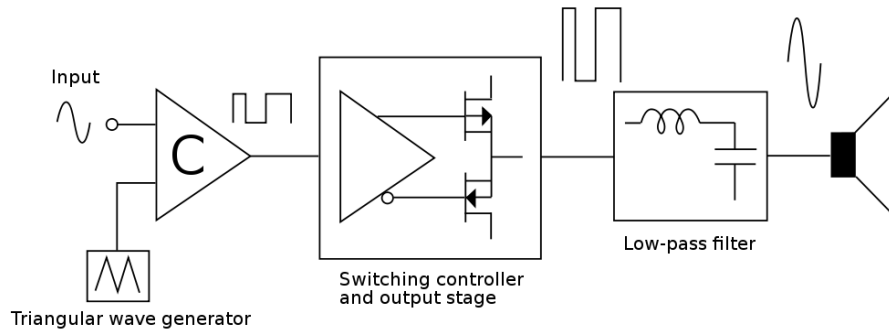 Input
C
Triangular wave generator
Switching controller
and output stage
Low-pass filter